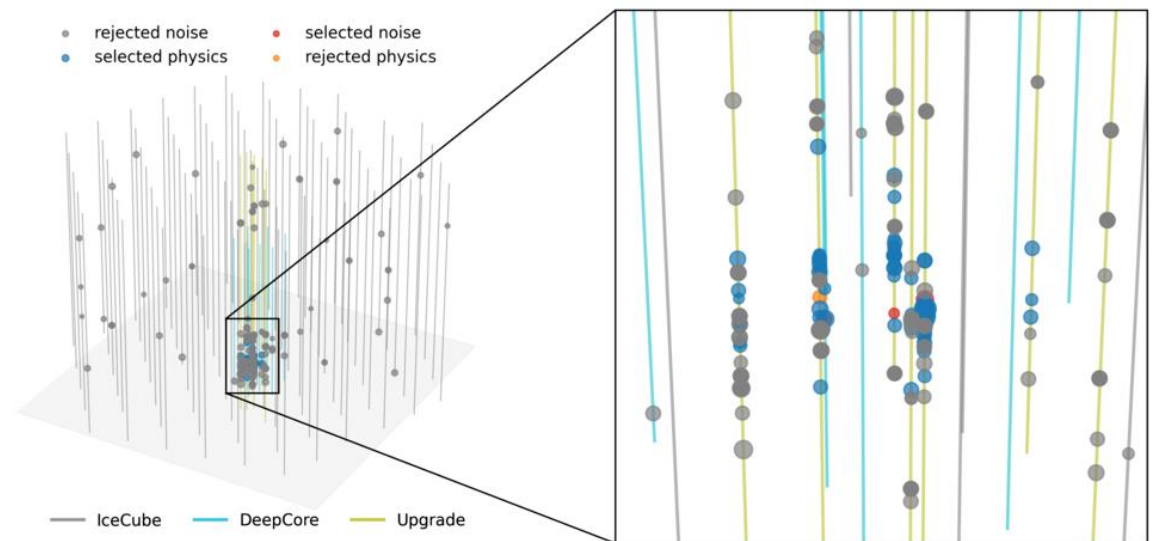 rejected noise selected noise
selected physics rejected physics
IceCube DeepCore Upgrade